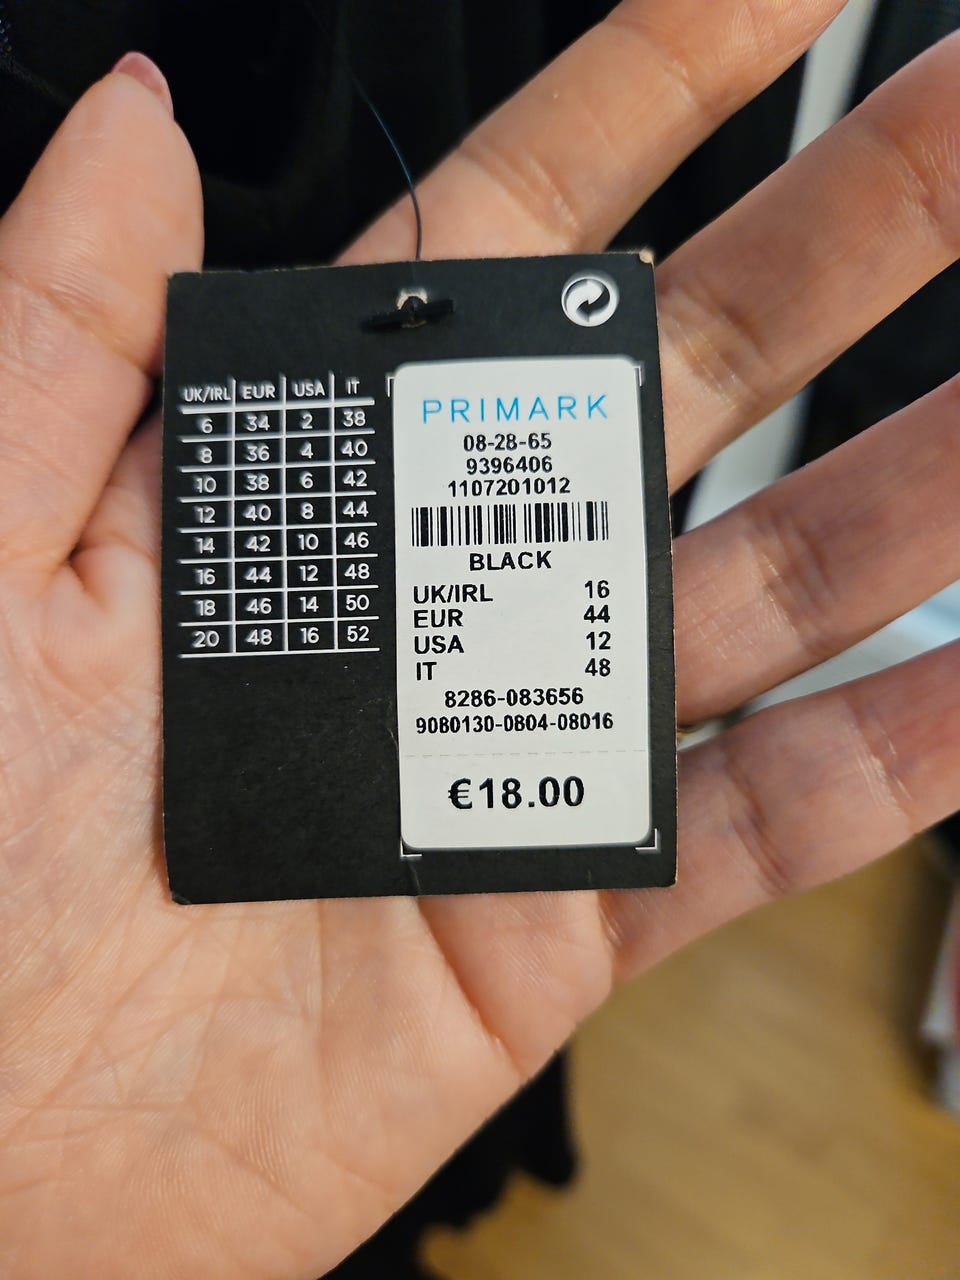 UK/IRL EUR USA IT
6 34 2 38
8 36 4 40
10 38 6 42
12 40 8 44
14 42 10 46
16 44 12 48
18 46 14 50
20 48 16 52
PRIMARK
08-28-65
9396406
1107201012
BLACK
UK/IRL 16
EUR 44
USA 12
IT 48
8286-083656
9080130-0804-08016
€18.00